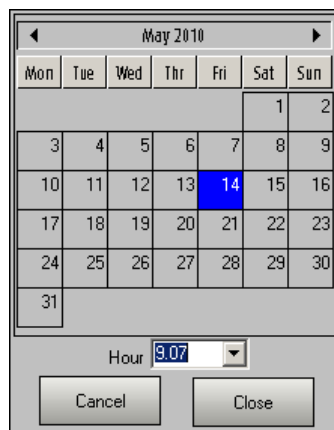 May 2010
Mon Tue Wed Thr Fri Sat Sun
1 2
3 4 5 6 7 8 9
10 11 12 13 14 15 16
17 18 19 20 21 22 23
24 25 26 27 28 29 30
31
Hour 9.07
Cancel Close